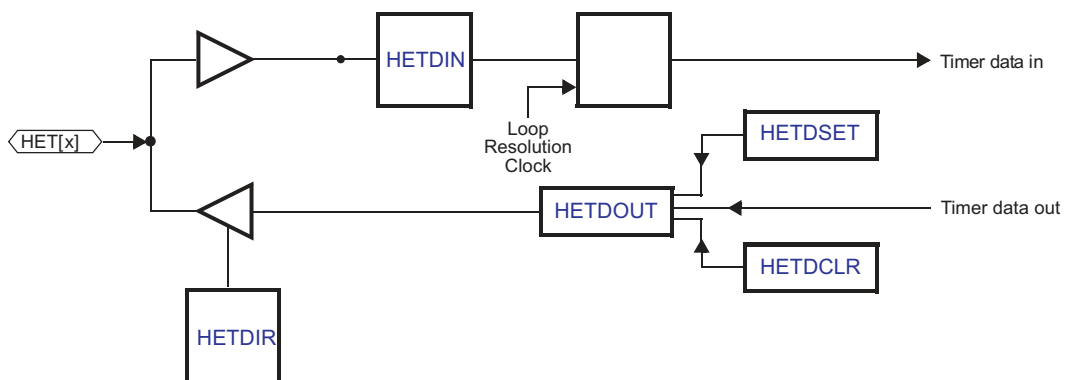 HETDIN
Timer data in
HET[x]
Loop
Resolution
Clock
HETDSET
HETDOUT
Timer data out
HETDCLR
HETDIR